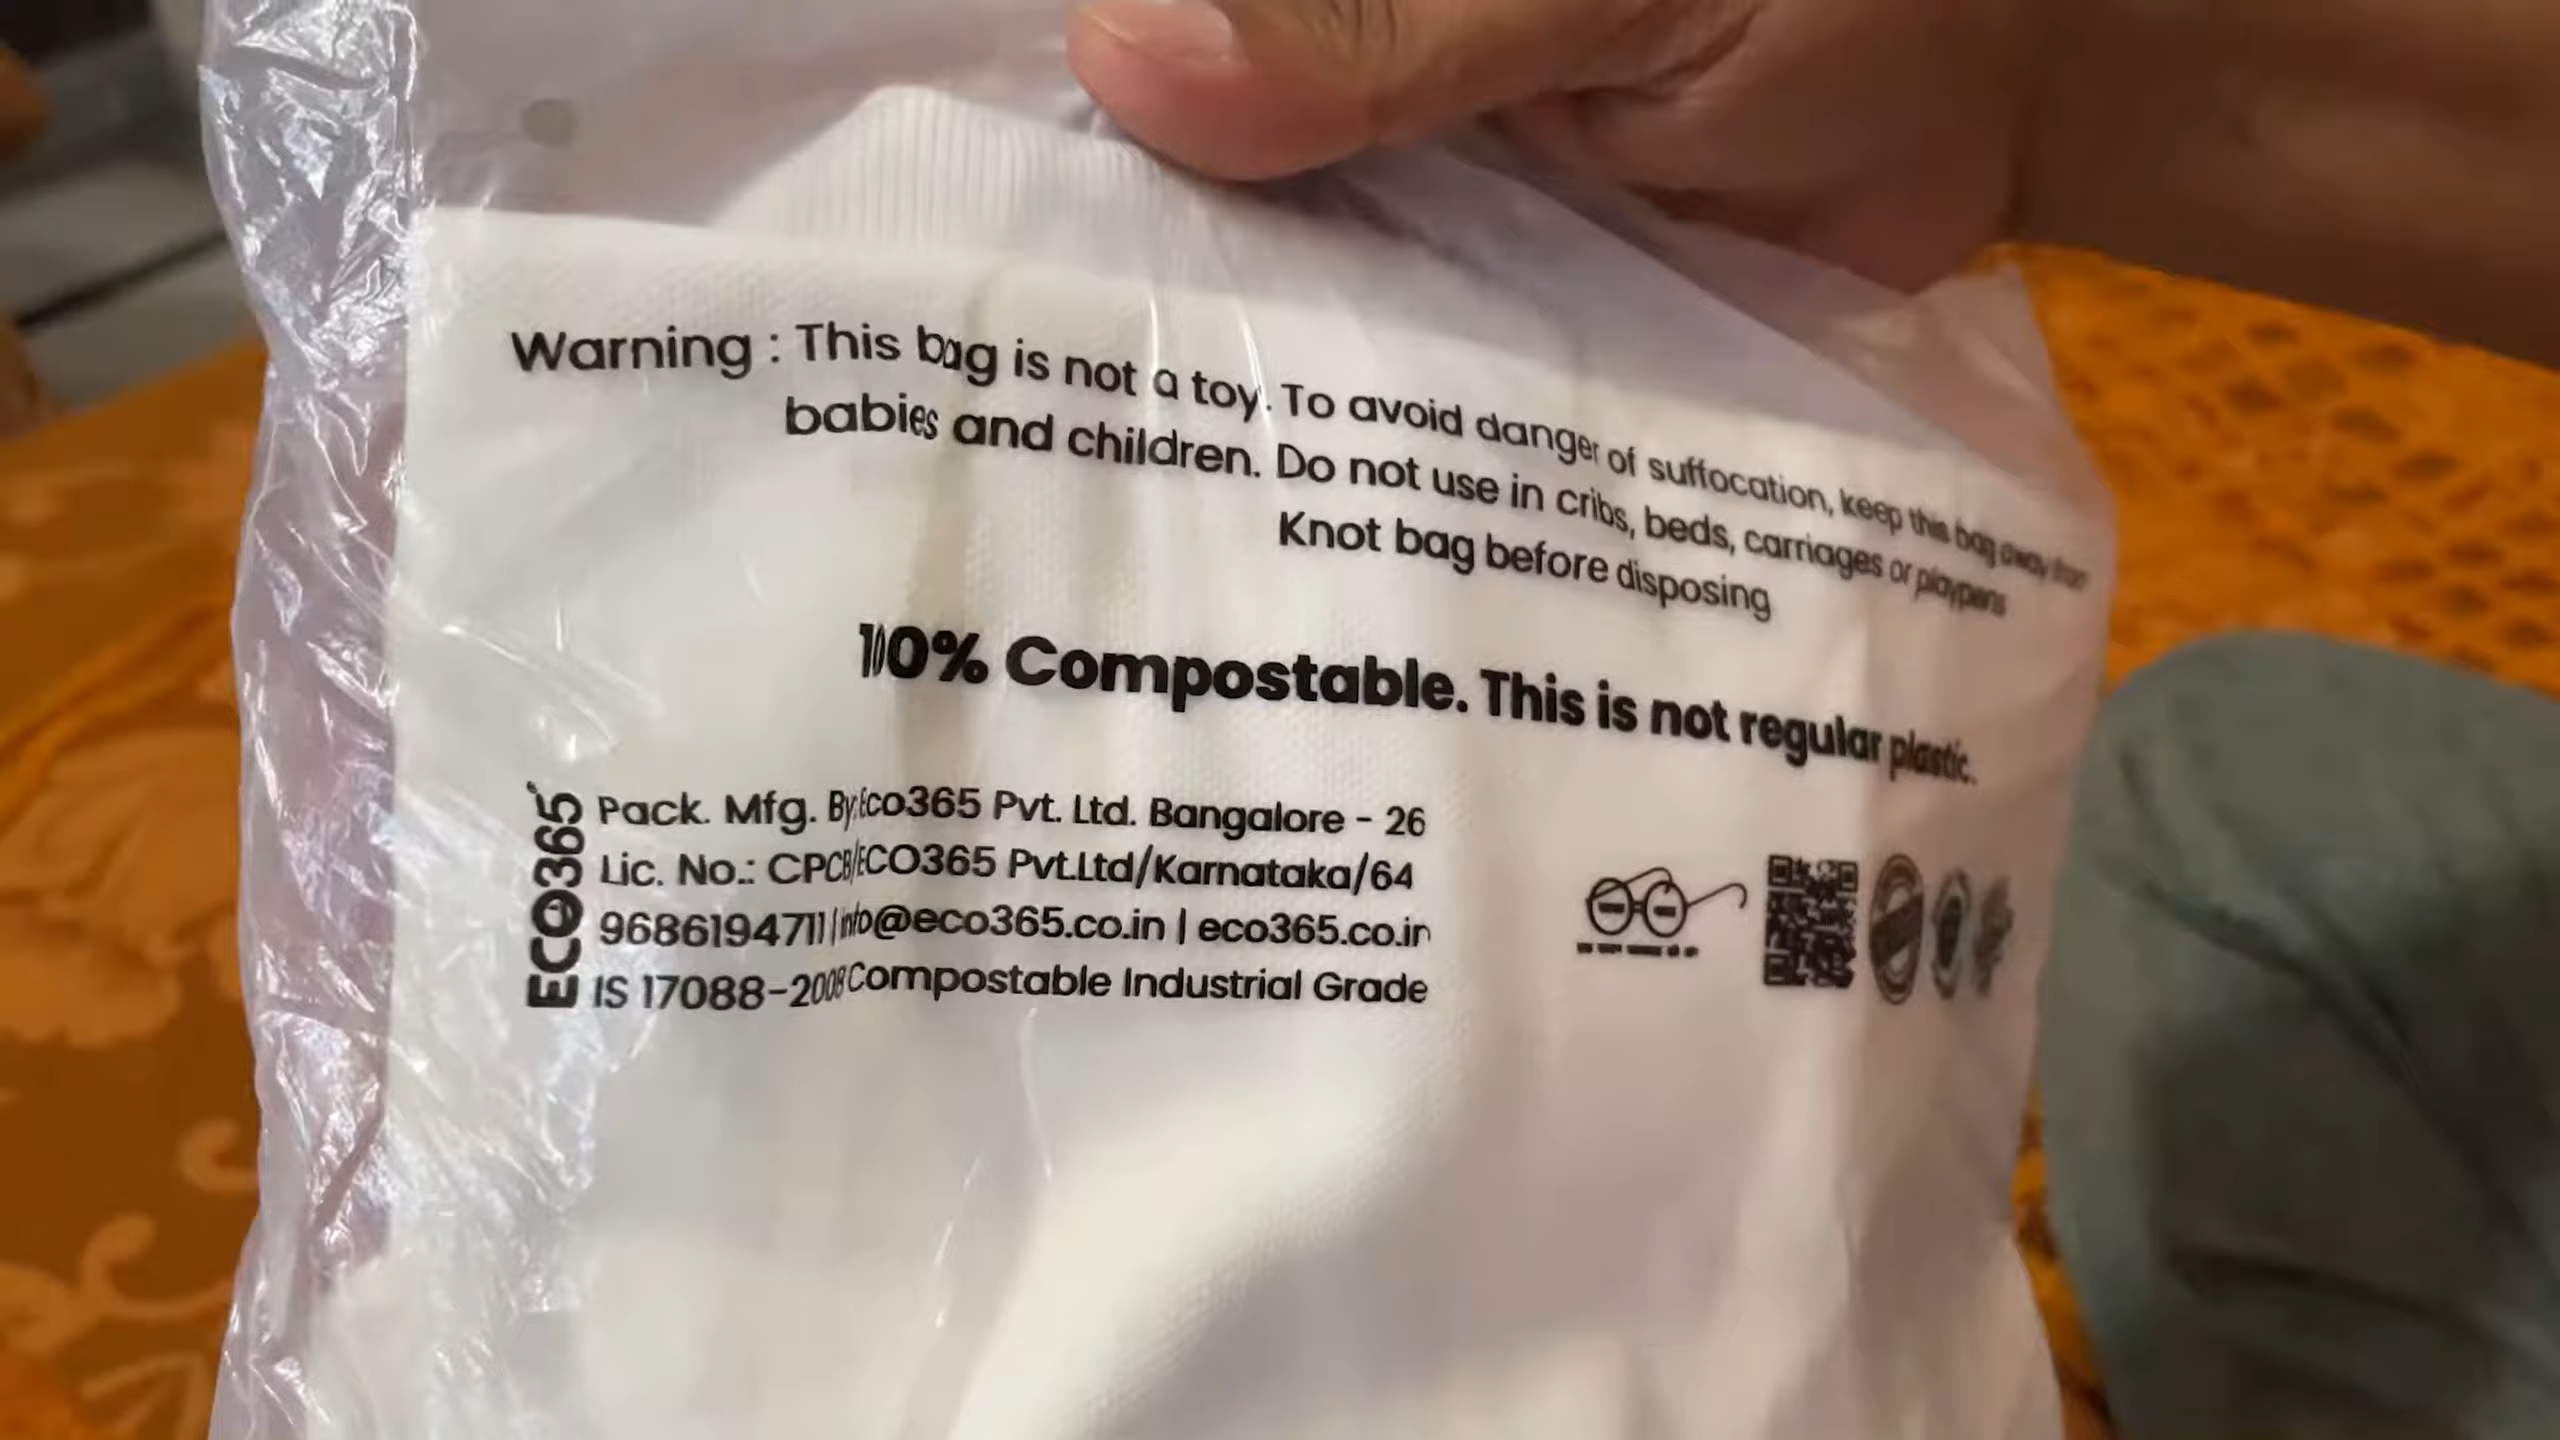 Warning : This bag is not a toy. To avoid danger of suffocation, keep this bag away from
babies and children. Do not use in cribs, beds, carriages or playpens
Knot bag before disposing
100% Compostable. This is not regular plastic.
ECO365
Pack. Mfg. By Eco365 Pvt. Ltd. Bangalore - 26
Lic. No.: CPCB/ECO365 Pvt.Ltd/Karnataka/64
9686194711 | info@eco365.co.in | eco365.co.in
IS 17088-2008 Compostable Industrial Grade